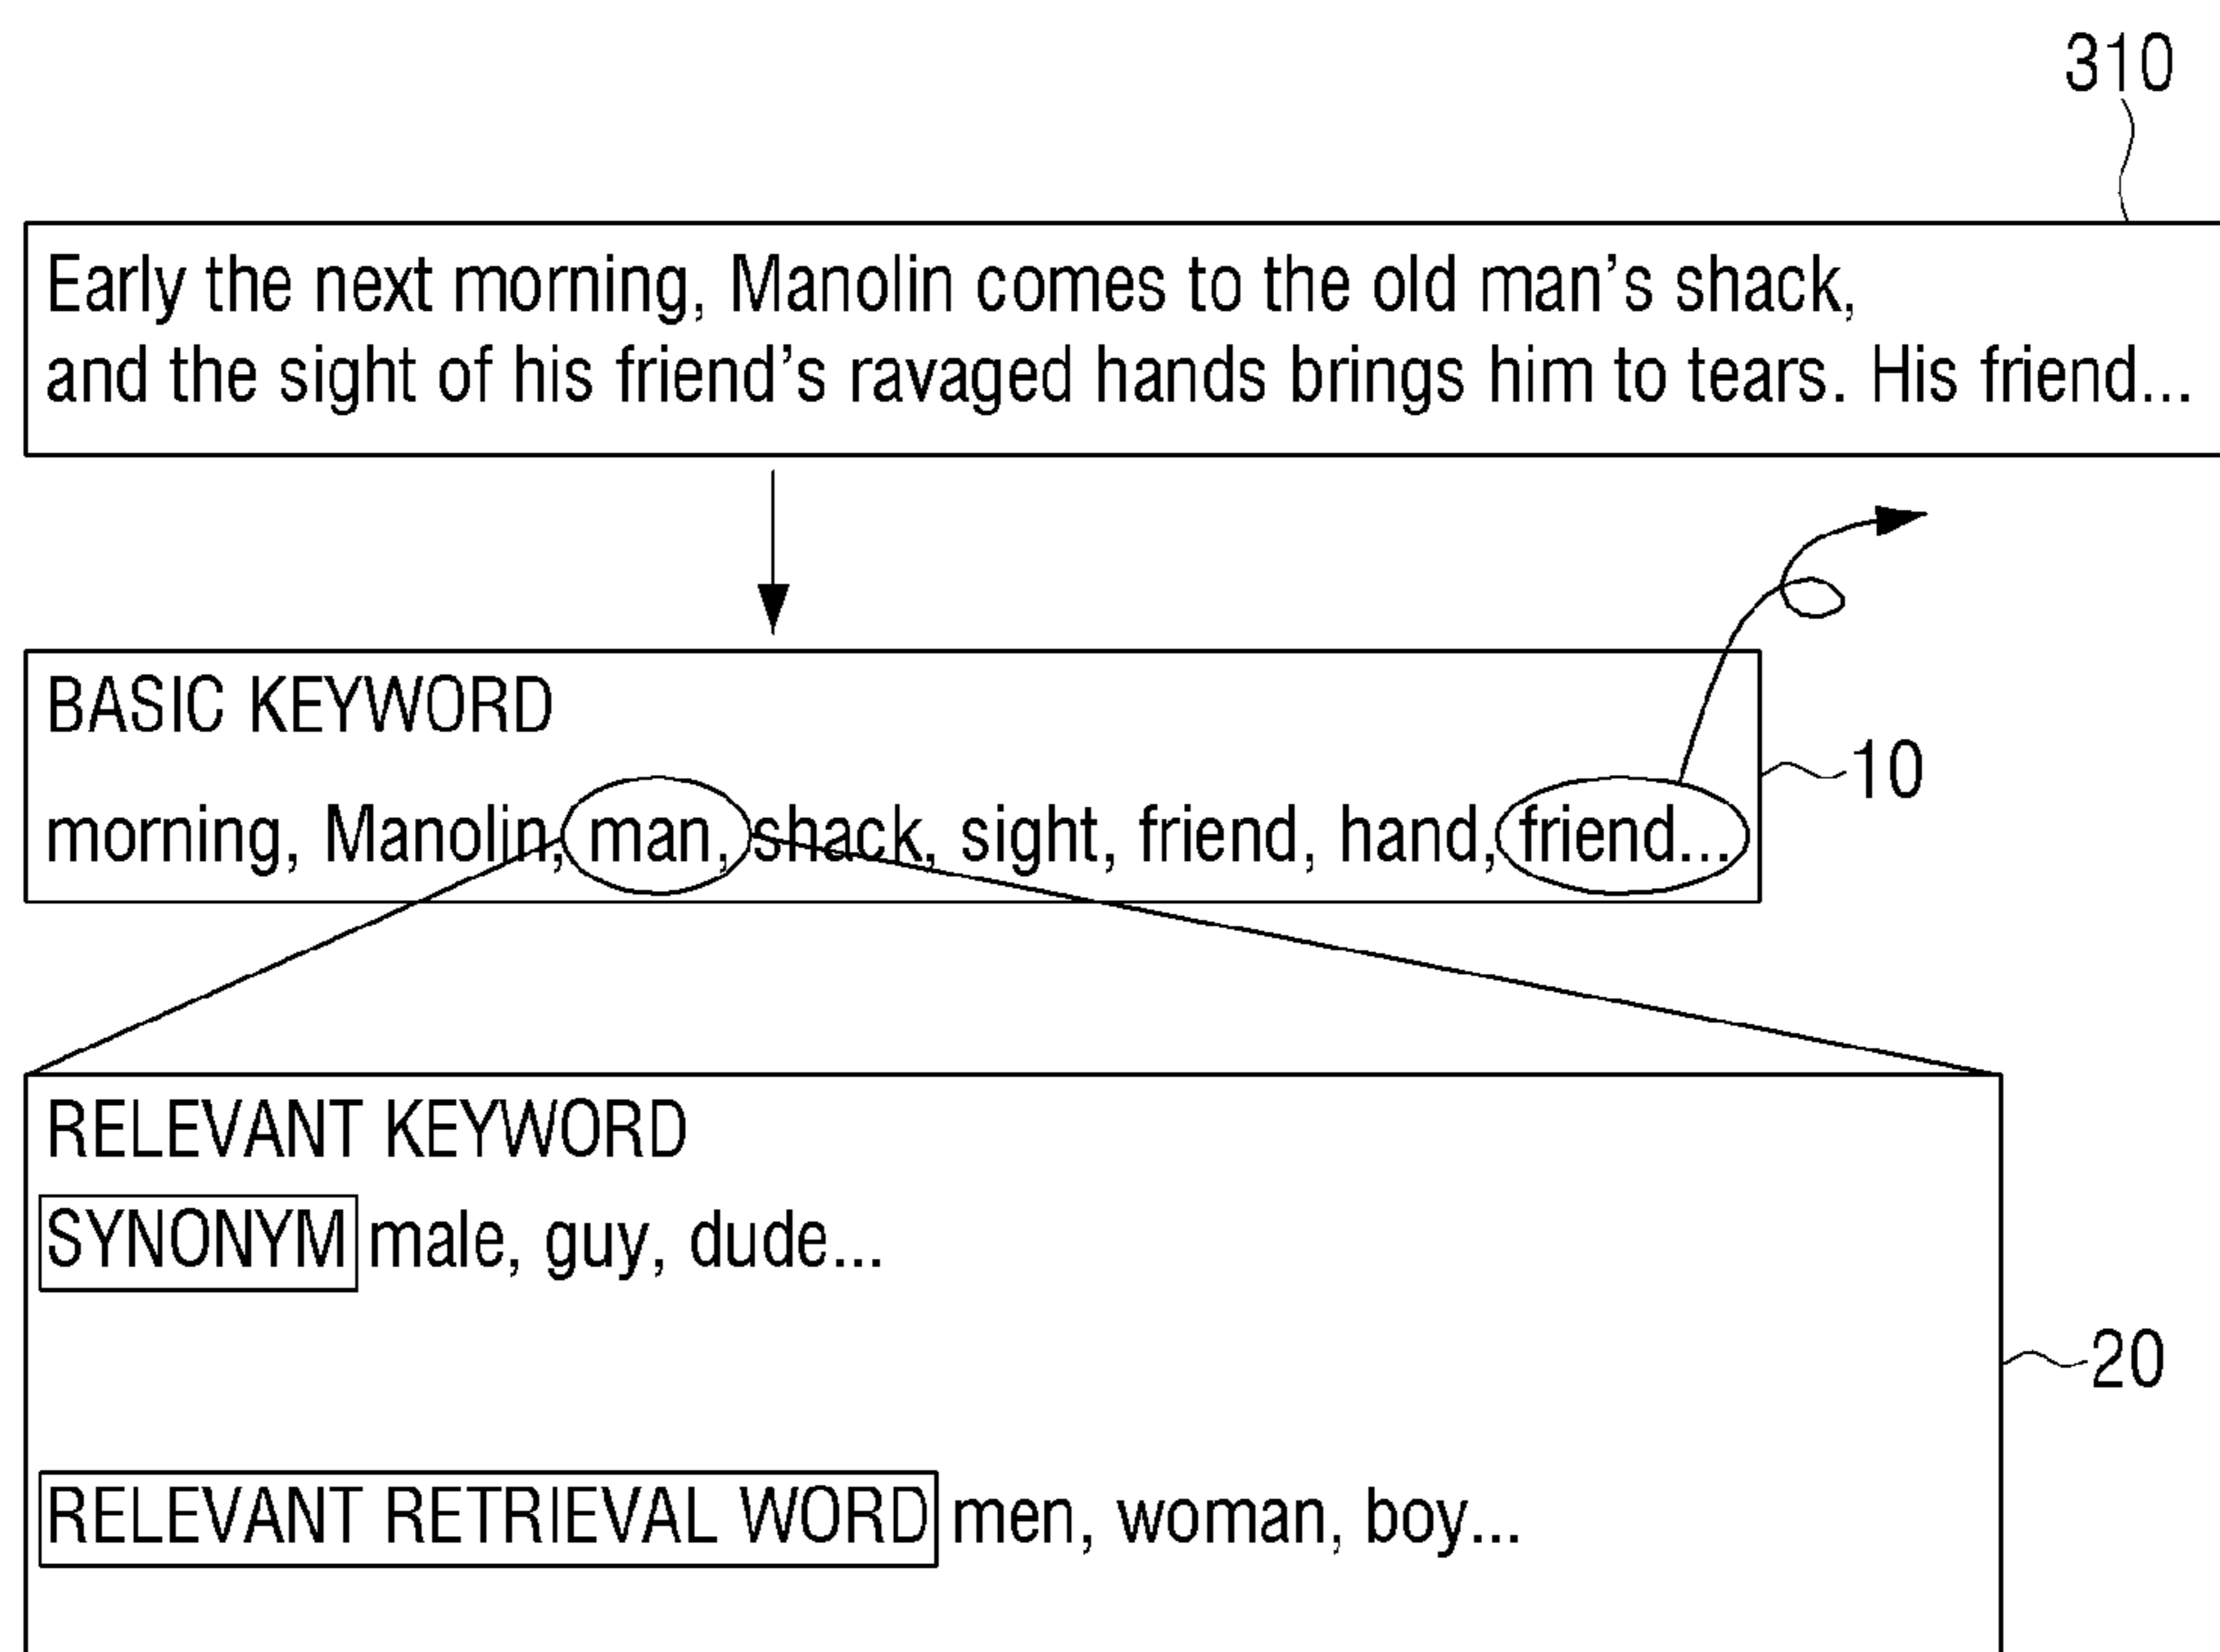 310
Early the next morning, Manolin comes to the old man’s shack,
and the sight of his friend’s ravaged hands brings him to tears. His friend...
BASIC KEYWORD
10
morning, Manolin, man, shack, sight, friend, hand, friend...
RELEVANT KEYWORD
SYNONYM male, guy, dude...
20
RELEVANT RETRIEVAL WORD men, woman, boy...